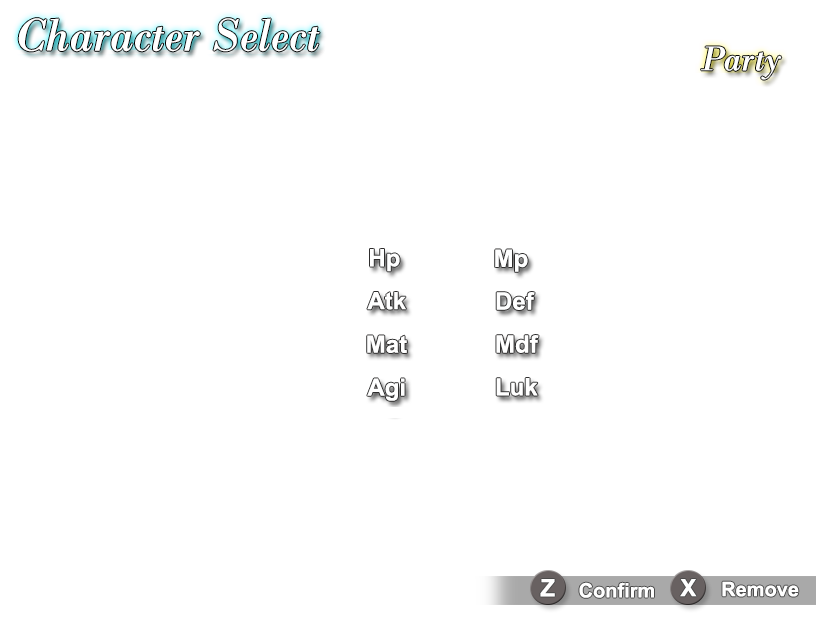 Character Select
Party
Hp Mp
Atk Def
Mat Mdf
Agi Luk
Z Confirm X Remove